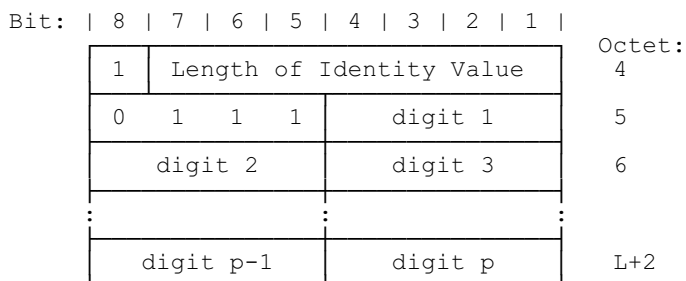 Bit: | 8 | 7 | 6 | 5 | 4 | 3 | 2 | 1 |
Octet:
1 Length of Identity Value 4
0 1 1 1 digit 1 5
digit 2 digit 3 6
: : :
digit p-1 digit p L+2